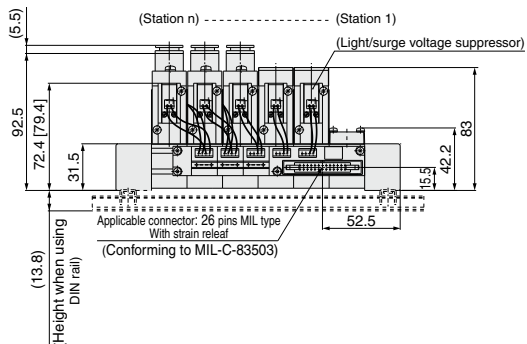 (Station n)
(Station 1)
(Light/surge voltage suppressor)
(5.5)
92.5
72.4 [79.4]
31.5
83
42.2
15.5
52.5
Applicable connector: 26 pins MIL type
With strain releaf
(Conforming to MIL-C-83503)
(13.8)
(Height when using
DIN rail)